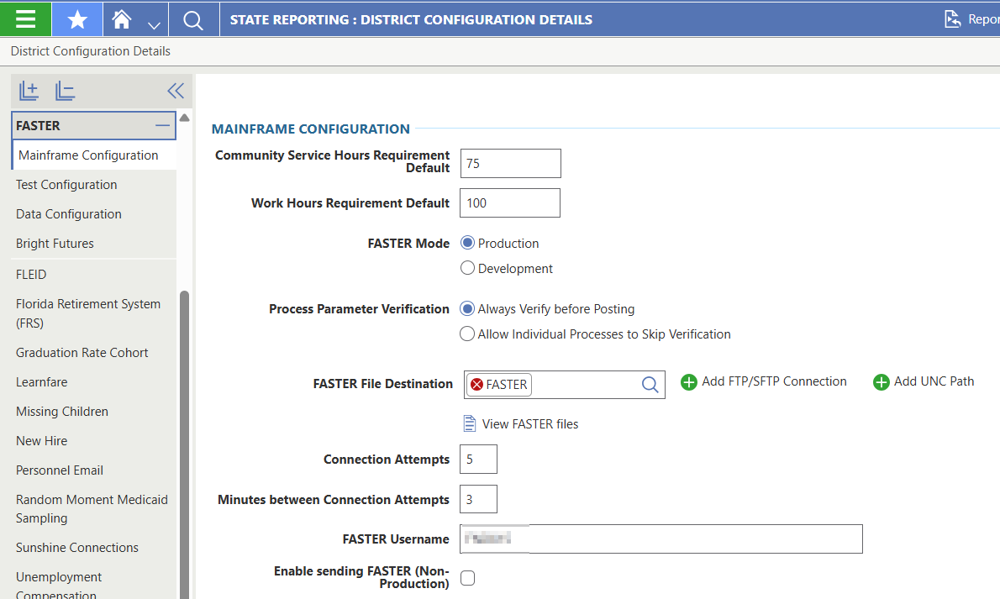 STATE REPORTING : DISTRICT CONFIGURATION DETAILS
Repor
District Configuration Details
FASTER
Mainframe Configuration
Test Configuration
Data Configuration
Bright Futures
FLEID
Florida Retirement System
(FRS)
Graduation Rate Cohort
Learnfare
Missing Children
New Hire
Personnel Email
Random Moment Medicaid
Sampling
Sunshine Connections
Unemployment
Compensation
MAINFRAME CONFIGURATION
Community Service Hours Requirement
Default
75
Work Hours Requirement Default
100
FASTER Mode
Production
Development
Process Parameter Verification
Always Verify before Posting
Allow Individual Processes to Skip Verification
FASTER File Destination
FASTER
Add FTP/SFTP Connection
Add UNC Path
View FASTER files
Connection Attempts
5
Minutes between Connection Attempts
3
FASTER Username
Enable sending FASTER (Non-
Production)